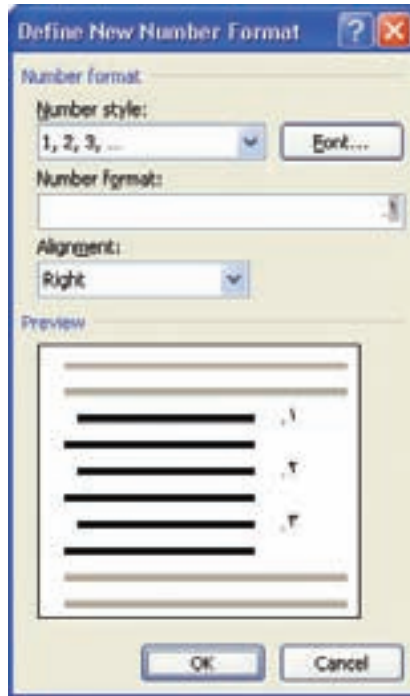 Define New Number Format
Number format
Number style:
1, 2, 3, ...
Font...
Number format:
.١
Alignment:
Right
Preview
.١
.٢
.٣
OK
Cancel